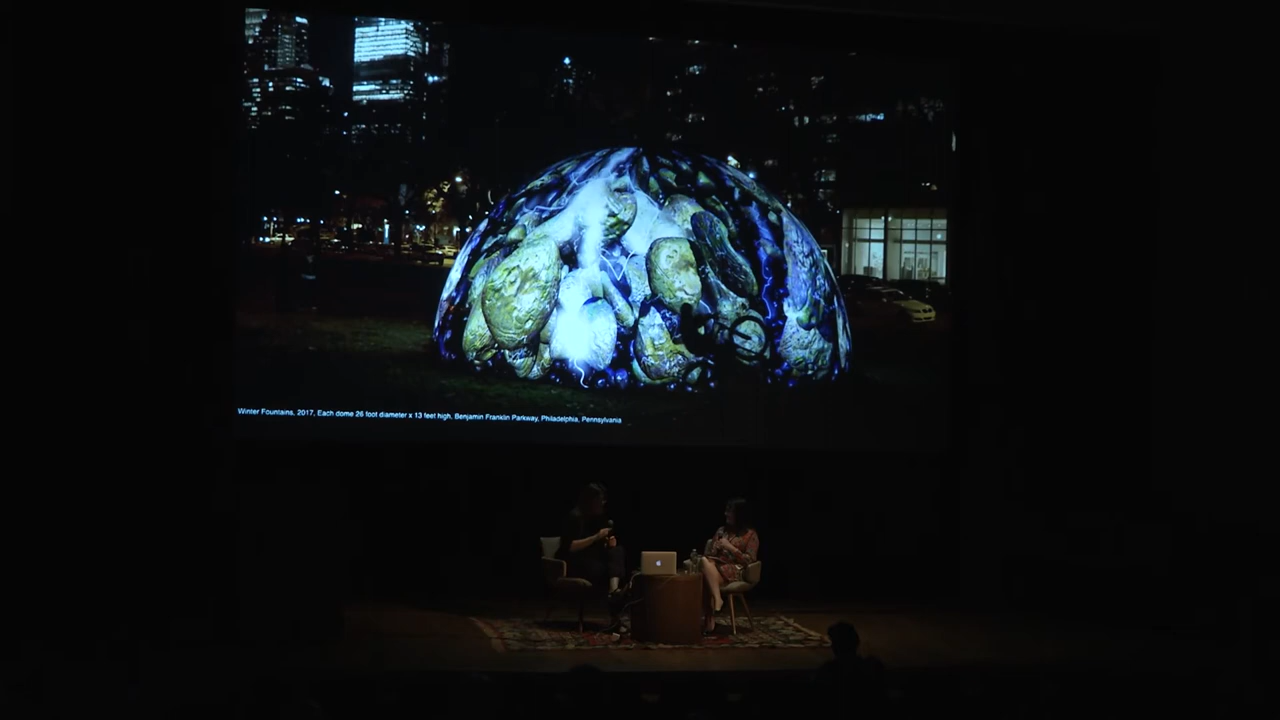 Winter Fountains, 2017, Each dome 26 foot diameter x 13 feet high. Benjamin Franklin Parkway, Philadelphia, Pennsylvania